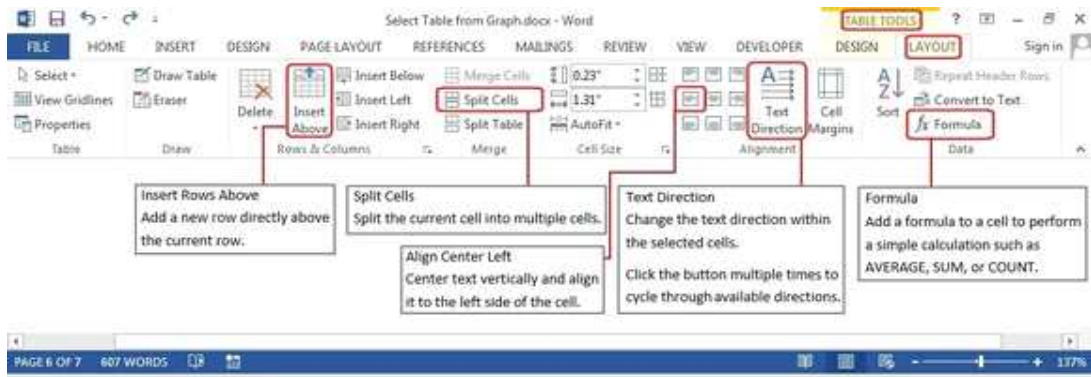 Select Table from Graph.docx - Word
TABLE TOOLS
FILE HOME INSERT DESIGN PAGE LAYOUT REFERENCES MAILINGS REVIEW VIEW DEVELOPER DESIGN LAYOUT Sign in
Select
View Gridlines
Properties
Table
Draw Table
Eraser
Draw
Delete
Insert
Above
Insert Below
Insert Left
Insert Right
Rows & Columns
Merge Cells
Split Cells
Split Table
Merge
0.23"
1.31"
AutoFit
Cell Size
Text
Direction
Cell
Margins
Alignment
A
Z
Sort
Repeat Header Rows
Convert to Text
fx Formula
Data
Insert Rows Above
Add a new row directly above
the current row.
Split Cells
Split the current cell into multiple cells.
Align Center Left
Center text vertically and align
it to the left side of the cell.
Text Direction
Change the text direction within
the selected cells.
Click the button multiple times to
cycle through available directions.
Formula
Add a formula to a cell to perform
a simple calculation such as
AVERAGE, SUM, or COUNT.
PAGE 6 OF 7 607 WORDS 137%